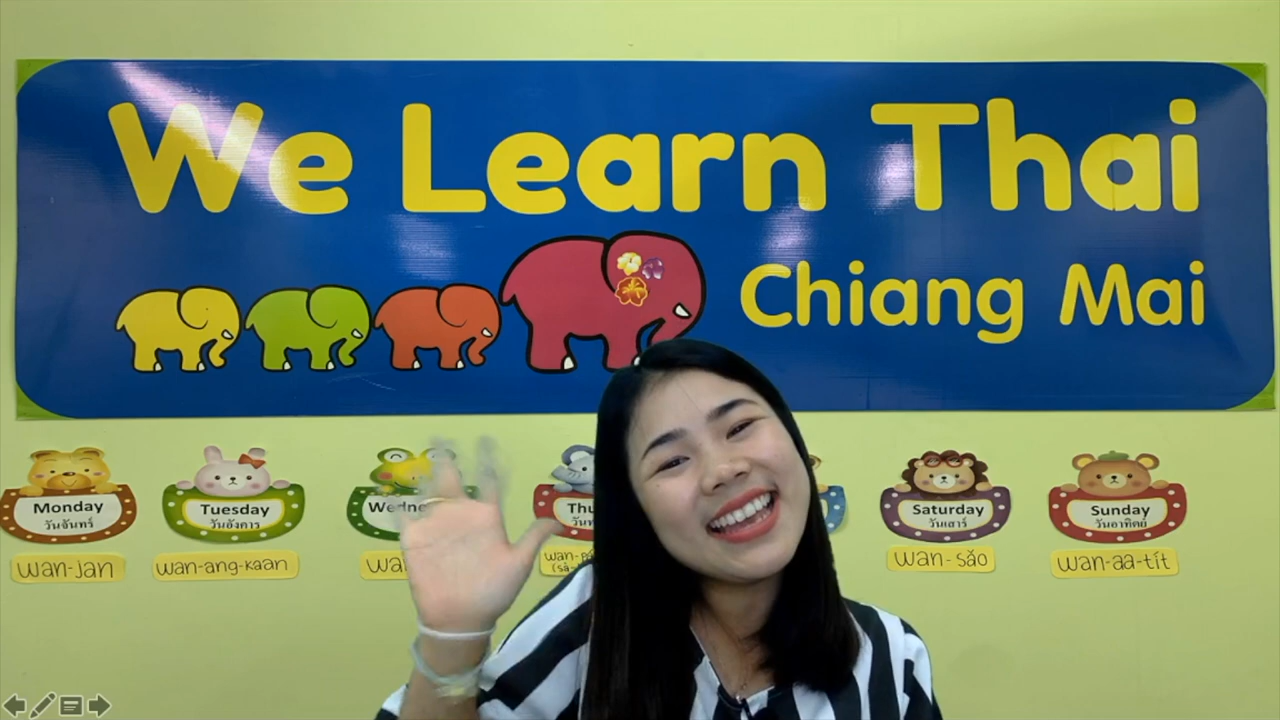 We Learn Thai
Chiang Mai
Monday
วันจันทร์
wan-jan
Tuesday
วันอังคาร
wan-ang-kaan
Saturday
วันเสาร์
wan-săo
Sunday
วันอาทิตย์
wan-aa-tít